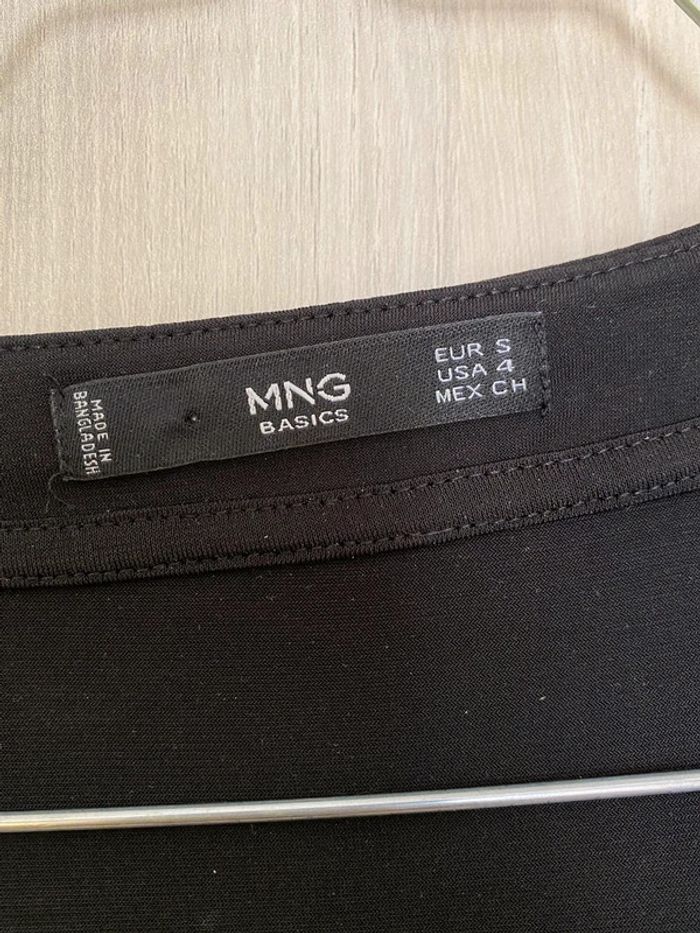 MADE IN
BANGLADESH
MNG
BASICS
EUR S
USA 4
MEX CH